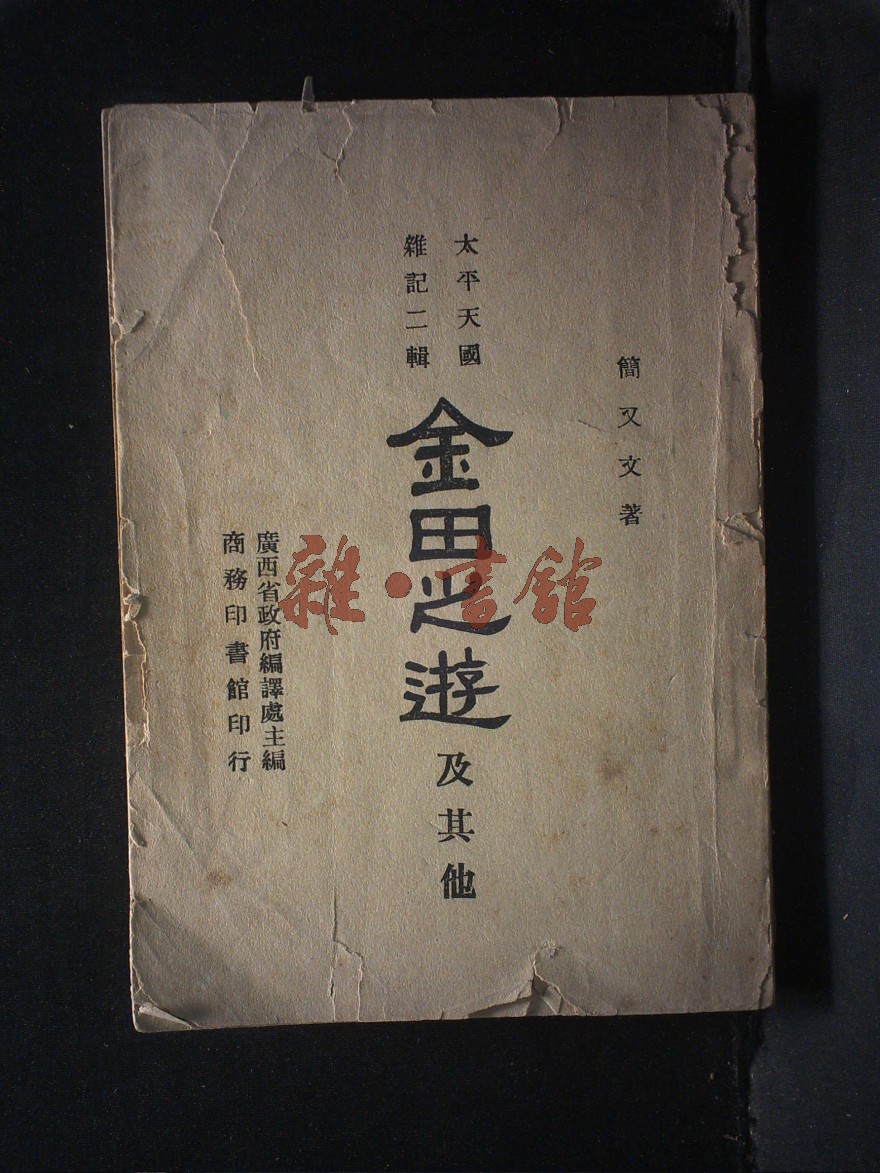 簡又文著
太平天國
雜記二輯
金田之遊及其他
廣西省政府編譯處主編
商務印書館印行
雜·書館